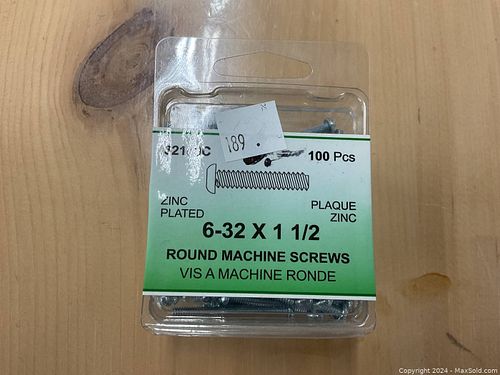 189.
100 Pcs
ZINC
PLATED
PLAQUE
ZINC
6-32 X 1 1/2
ROUND MACHINE SCREWS
VIS A MACHINE RONDE
Copyright 2024 - MaxSold.com